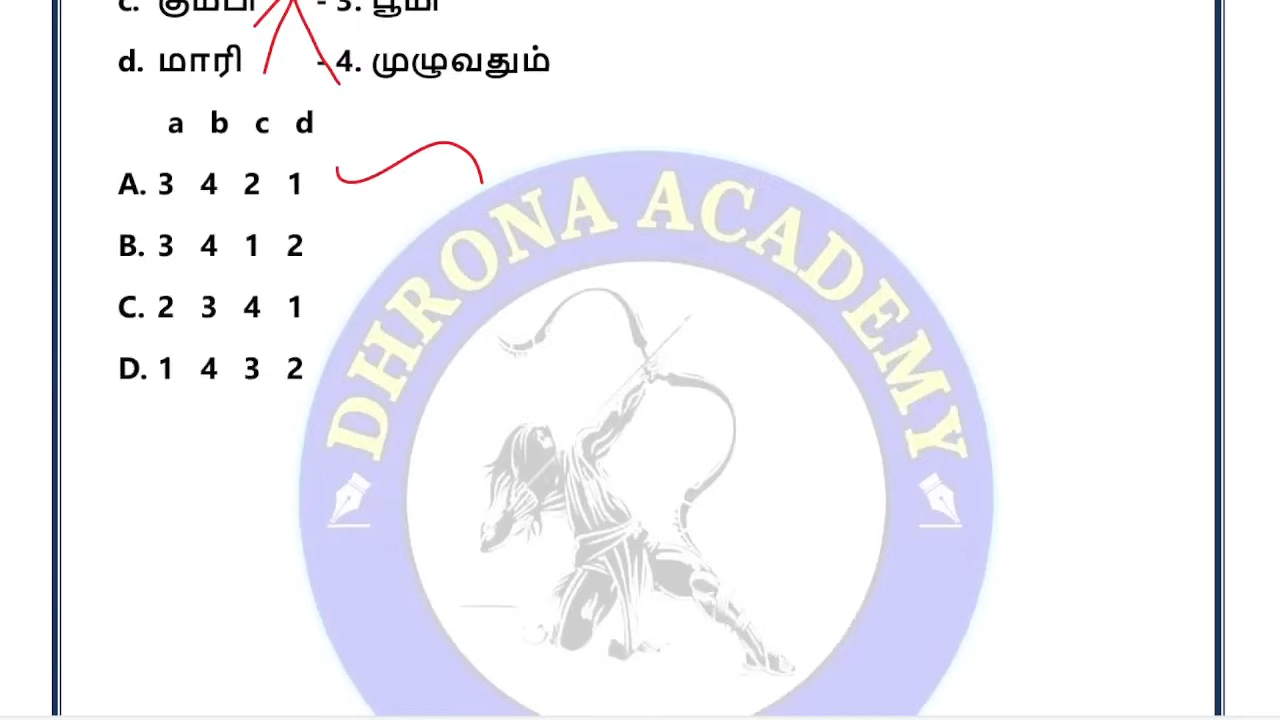 c. கும்பி - 3. பூமி
d. மாரி - 4. முழுவதும்
a b c d
A. 3 4 2 1
B. 3 4 1 2
C. 2 3 4 1
D. 1 4 3 2
DHRONA ACADEMY